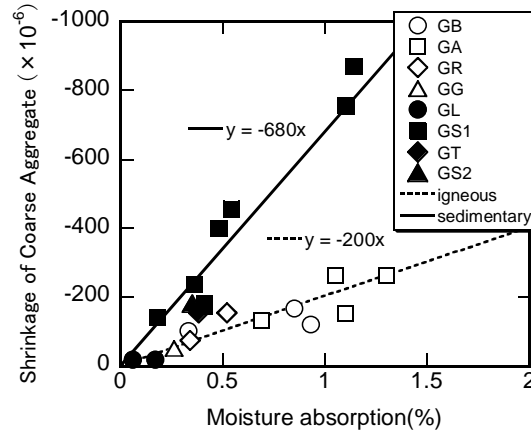 Shrinkage of Coarse Aggregate (×10-6)
-1000
-800
-600
-400
-200
0
0
0.5
1
1.5
2
Moisture absorption(%)
y = -680x
y = -200x
GB
GA
GR
GG
GL
GS1
GT
GS2
igneous
sedimentary